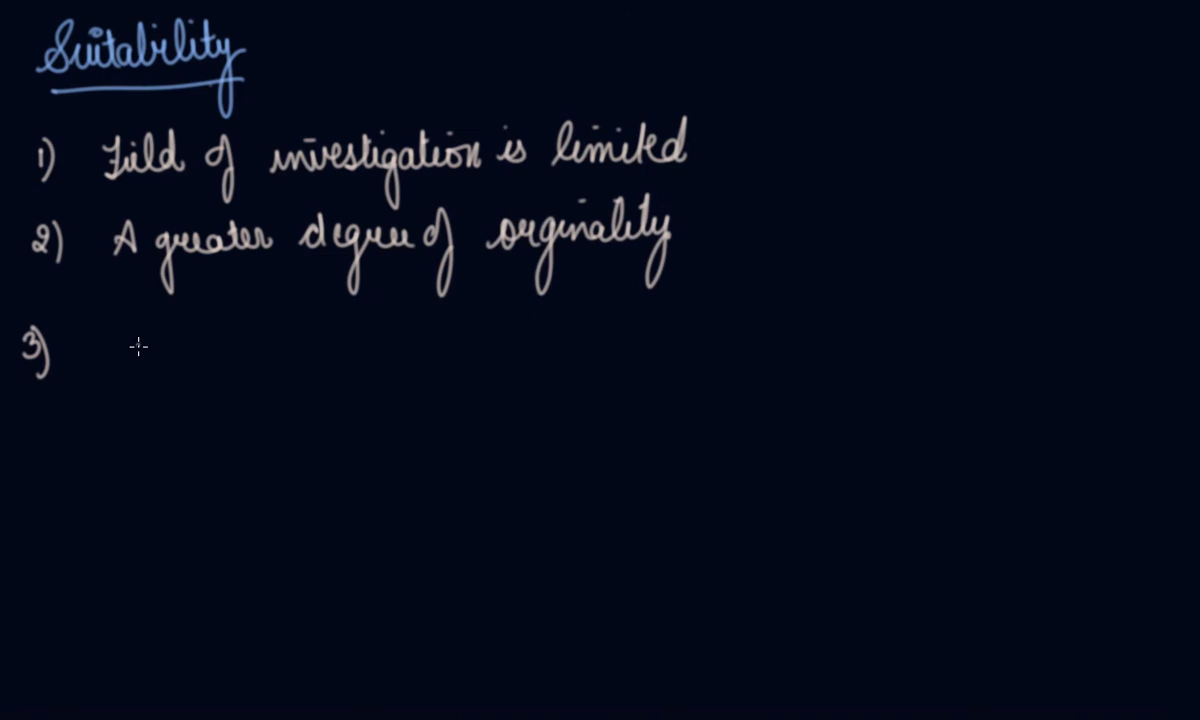 Suitability
1) Field of investigation is limited
2) A greater degree of orginality
3)